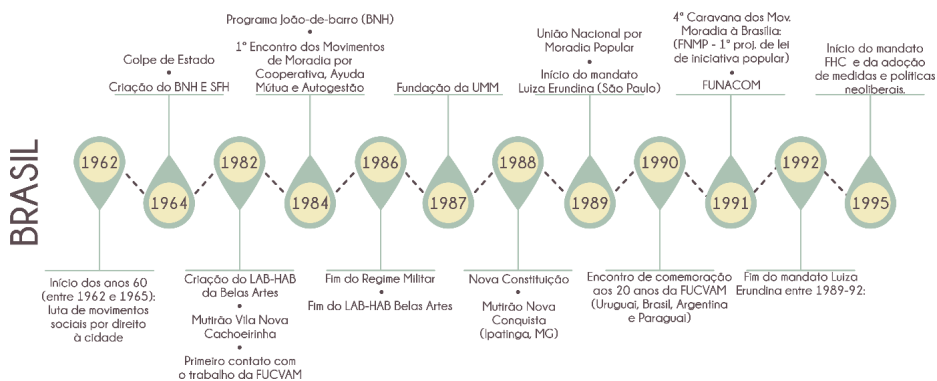 BRASIL
1962
Início dos anos 60
(entre 1962 e 1965):
luta de movimentos
sociais por direito
à cidade
Golpe de Estado
•
Criação do BNH E SFH
1964
1982
Criação do LAB-HAB
da Belas Artes
•
Mutirão Vila Nova
Cachoeirinha
•
Primeiro contato com
o trabalho da FUCVAM
Programa João-de-barro (BNH)
•
1º Encontro dos Movimentos
de Moradia por
Cooperativa, Ayuda
Mútua e Autogestão
1984
1986
Fim do Regime Militar
•
Fim do LAB-HAB Belas Artes
Fundação da UMM
1987
1988
Nova Constituição
•
Mutirão Nova
Conquista
(Ipatinga, MG)
União Nacional por
Moradia Popular
•
Início do mandato
Luiza Erundina (São Paulo)
1989
1990
Encontro de comemoração
aos 20 anos da FUCVAM
(Uruguai, Brasil, Argentina
e Paraguai)
4º Caravana dos Mov.
Moradia à Brasilia:
(FNMP - 1º proj. de lei
de iniciativa popular)
•
FUNACOM
1991
1992
Fim do mandato Luiza
Erundina entre 1989-92:
Início do mandato
FHC e da adoção
de medidas e políticas
neoliberais.
1995